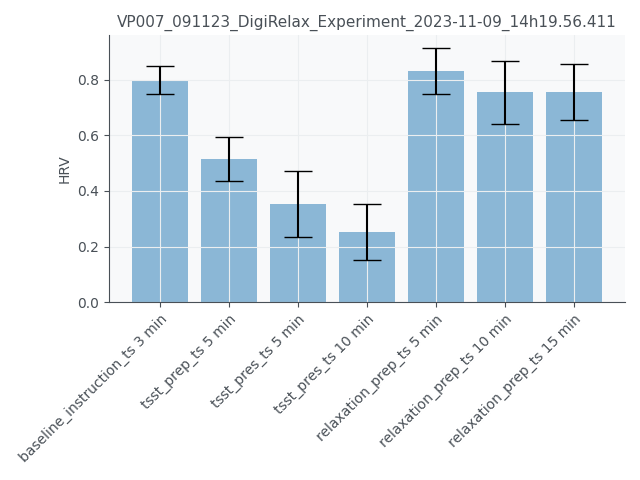 VP007_091123_DigiRelax_Experiment_2023-11-09_14h19.56.411
HRV
0.8
0.6
0.4
0.2
0.0
baseline_instruction_ts 3 min
tsst_prep_ts 5 min
tsst_pres_ts 5 min
tsst_pres_ts 10 min
relaxation_prep_ts 5 min
relaxation_prep_ts 10 min
relaxation_prep_ts 15 min